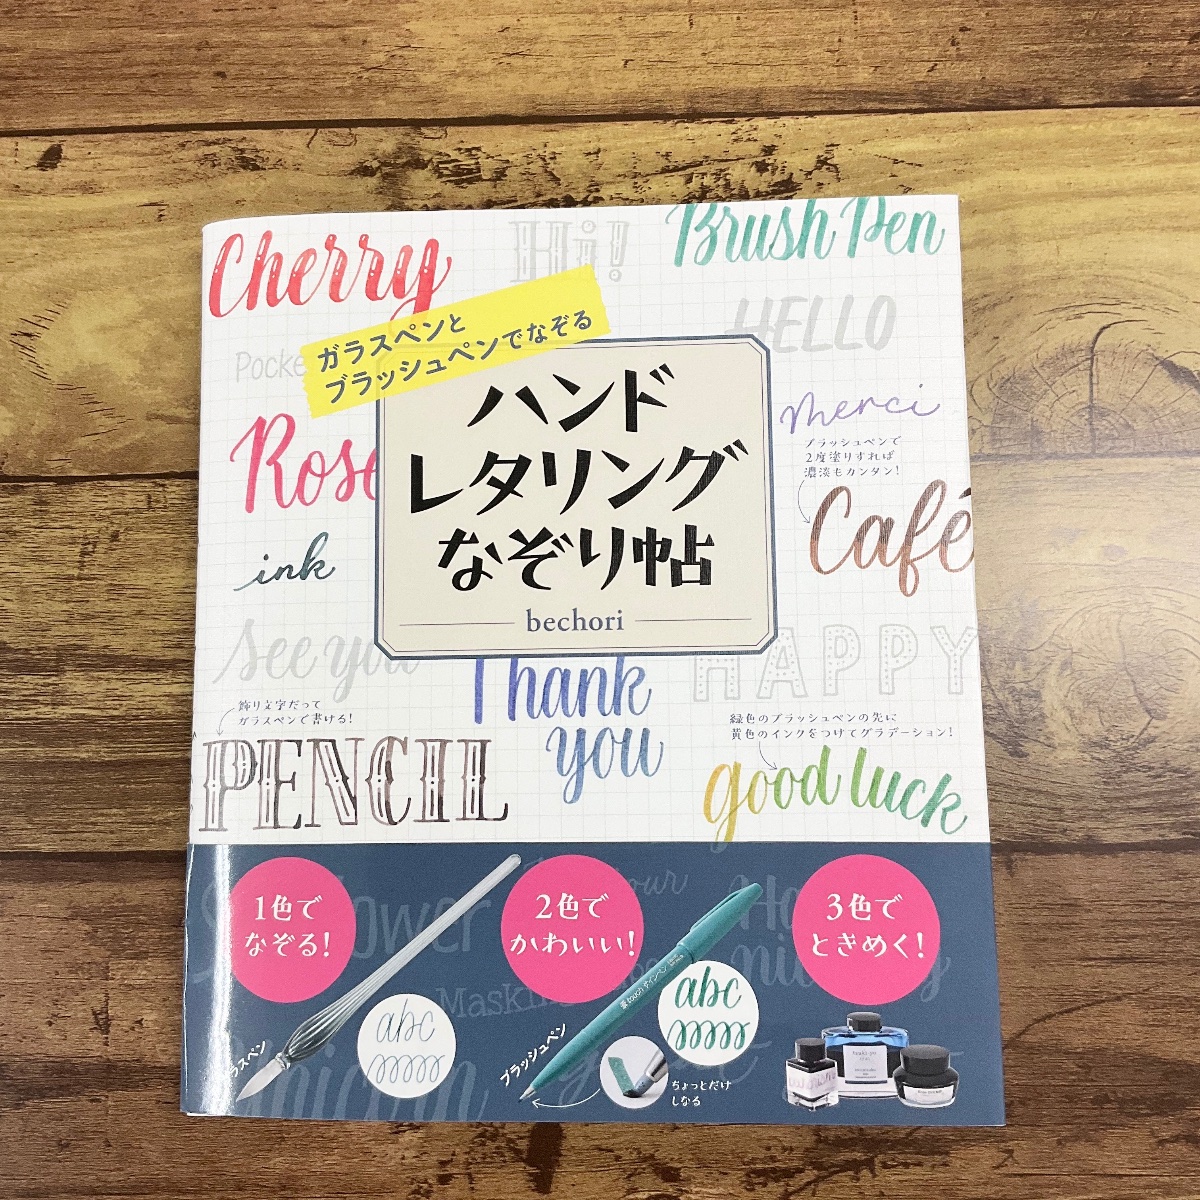 Cherry
Hi!
Brush Pen
ガラスペンと
ブラッシュペンでなぞる
HELLO
Pocke
ハンド
レタリング
なぞり帖
bechori
merci
ブラッシュペンで
2度塗りすれば
濃淡もカンタン!
Rose
Café
ink
see you
HAPPY
Thank
you
飾り文字だって
ガラスペンで書ける!
PENCIL
緑色のブラッシュペンの先に
黄色のインクをつけてグラデーション!
good luck
1色で
なぞる!
2色で
かわいい!
3色で
ときめく!
abc
ラスペン
abc
ブラッシュペン
ちょっとだけ
しなる